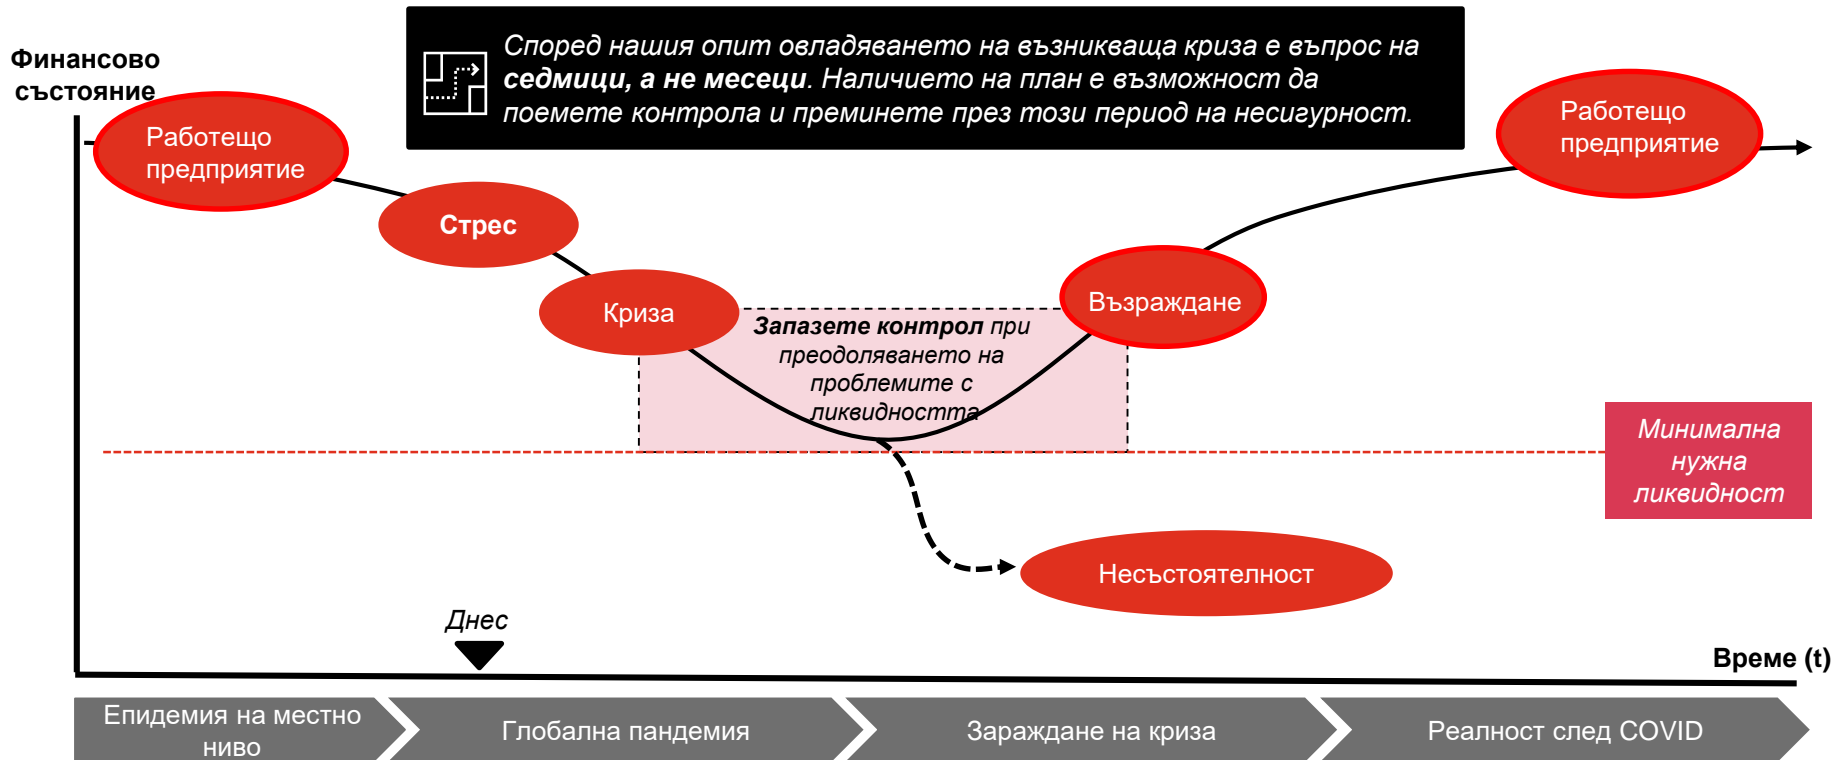 Финансово
състояние
Според нашия опит овладяването на възникваща криза е въпрос на
седмици, а не месеци. Наличието на план е възможност да
поемете контрола и преминете през този период на несигурност.
Работещо
предприятие
Работещо
предприятие
Стрес
Криза
Възраждане
Запазете контрол при
преодоляването на
проблемите с
ликвидността
Минимална
нужна
ликвидност
Несъстоятелност
Днес
Време (t)
Епидемия на местно
ниво
Глобална пандемия
Зараждане на криза
Реалност след COVID